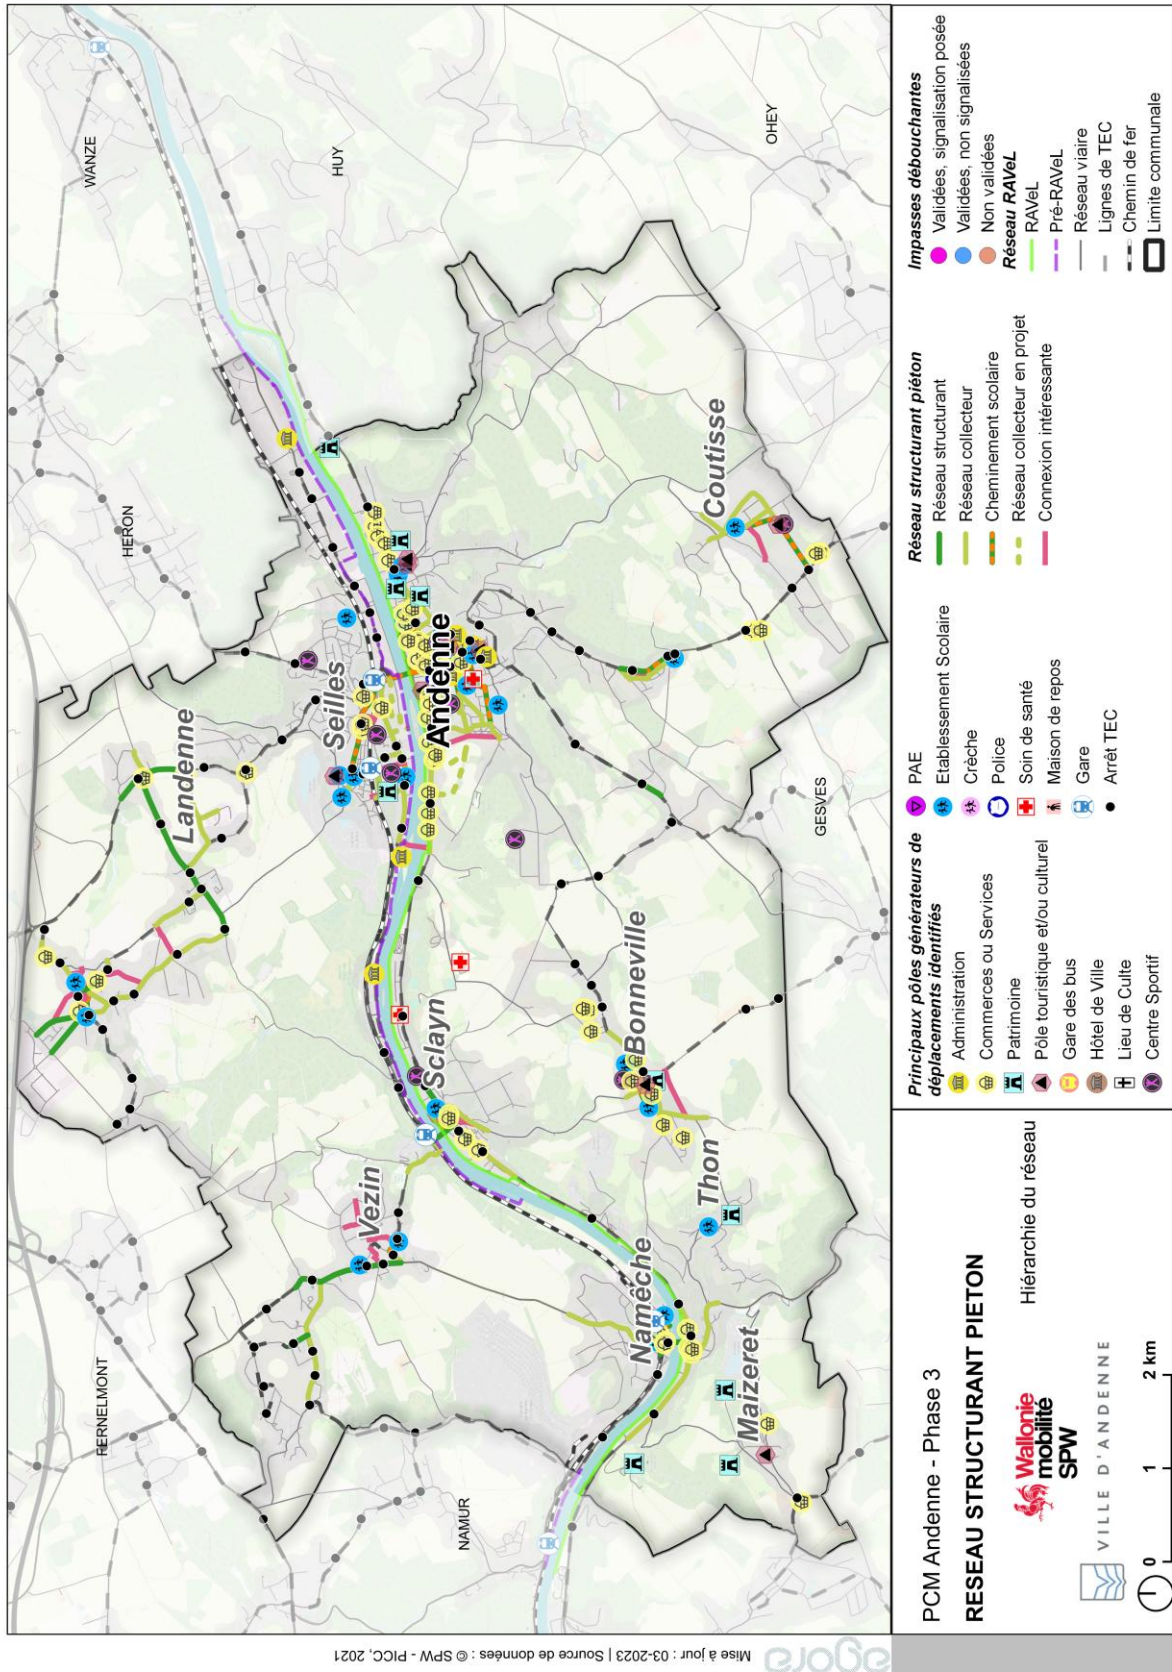 WANZE
HUY
OHEY
HERON
Coutisse
Landenne
Seilles
Andenne
GESVES
Sclayn
Bonneville
Vezin
Thon
FERNELMONT
Namêche
Maizeret
NAMUR
PCM Andenne - Phase 3
RESEAU STRUCTURANT PIETON
Hiérarchie du réseau
Wallonie
mobilité
SPW
VILLE D'ANDENNE
0 1 2 km
Principaux pôles générateurs de
déplacements identifiés
Administration
Commerces ou Services
Patrimoine
Pôle touristique et/ou culturel
Gare des bus
Hôtel de Ville
Lieu de Culte
Centre Sportif
PAE
Etablessement Scolaire
Crèche
Police
Soin de santé
Maison de repos
Gare
Arrêt TEC
Réseau structurant piéton
Réseau structurant
Réseau collecteur
Cheminement scolaire
Réseau collecteur en projet
Connexion intéressante
Impasses débouchantes
Validées, signalisation posée
Validées, non signalisées
Non validées
Réseau RAVeL
RAVeL
Pré-RAVeL
Réseau viaire
Lignes de TEC
Chemin de fer
Limite communale
Mise à jour : 03-2023 | Source de données : © SPW - PICC, 2021
agora